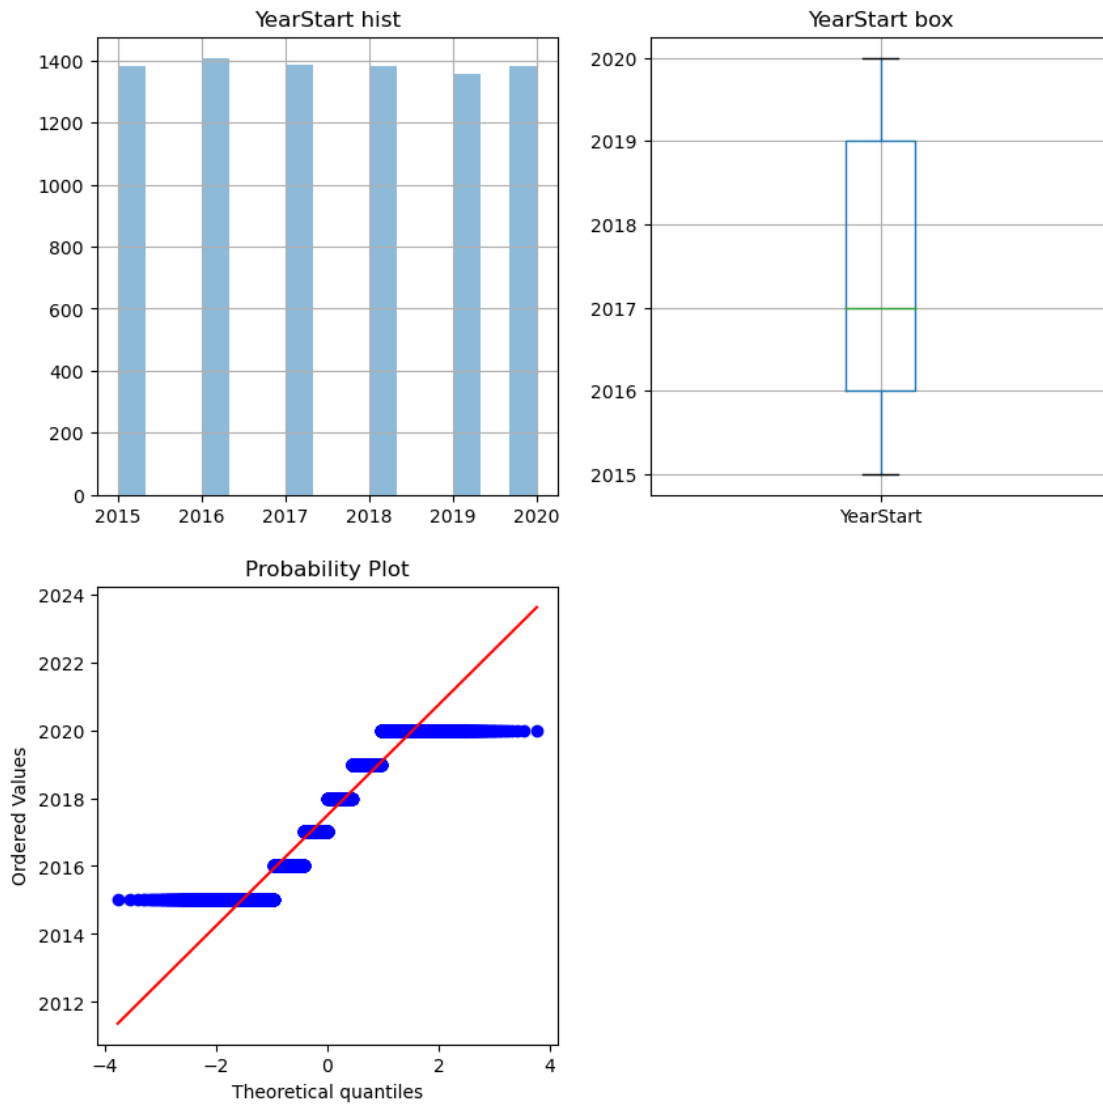 YearStart hist
1400
1200
1000
800
600
400
200
0
2015 2016 2017 2018 2019 2020
YearStart box
2020
2019
2018
2017
2016
2015
YearStart
Probability Plot
Ordered Values
2024
2022
2020
2018
2016
2014
2012
−4 −2 0 2 4
Theoretical quantiles